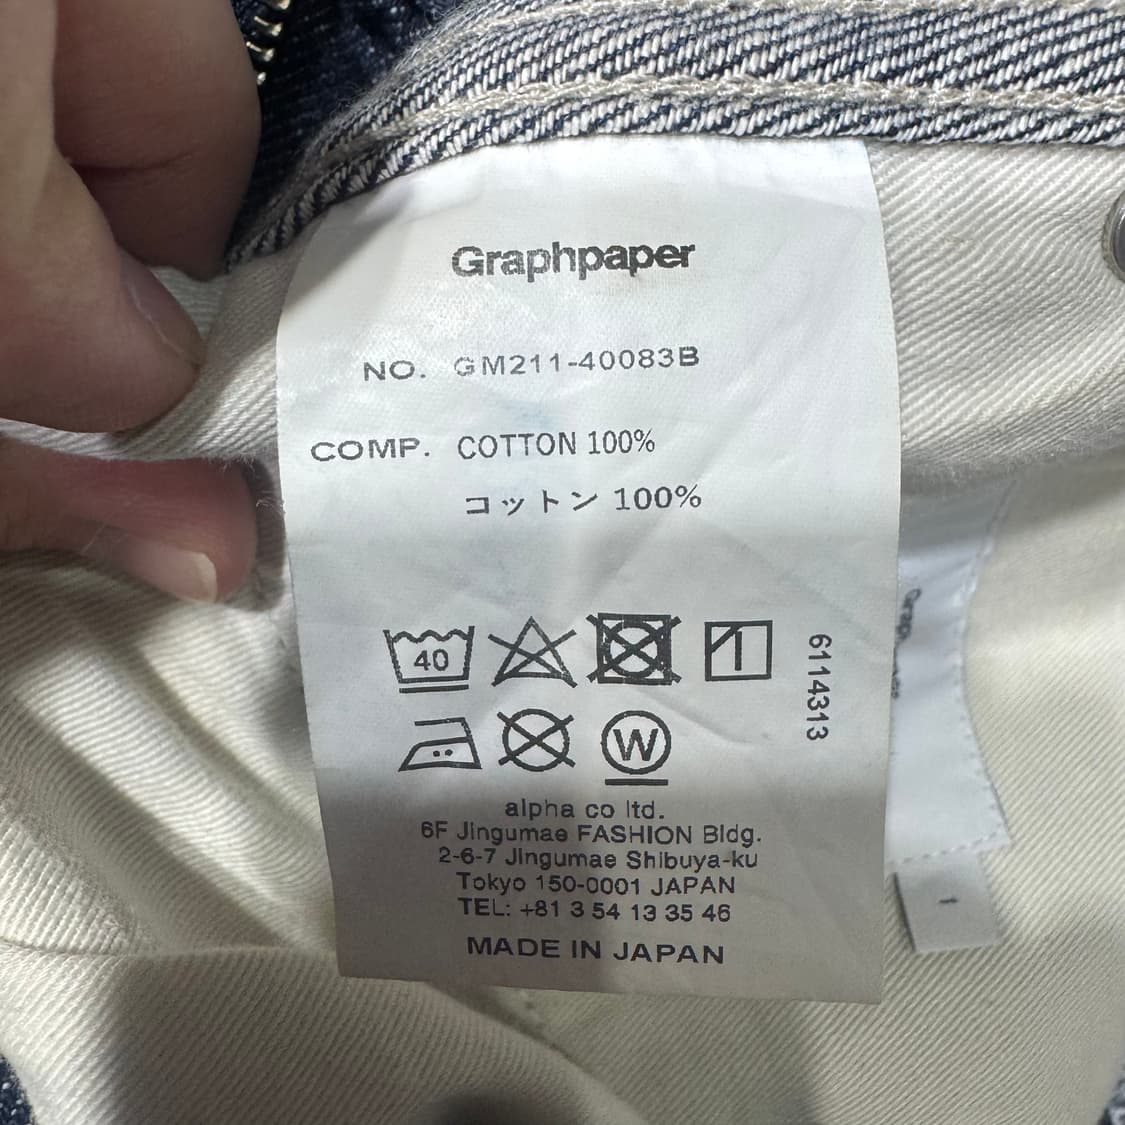 Graphpaper
NO. GM211-40083B
COMP. COTTON 100%
コットン 100%
40
6114313
W
alpha co ltd.
6F Jingumae FASHION Bldg.
2-6-7 Jingumae Shibuya-ku
Tokyo 150-0001 JAPAN
TEL: +81 3 54 13 35 46
MADE IN JAPAN
1